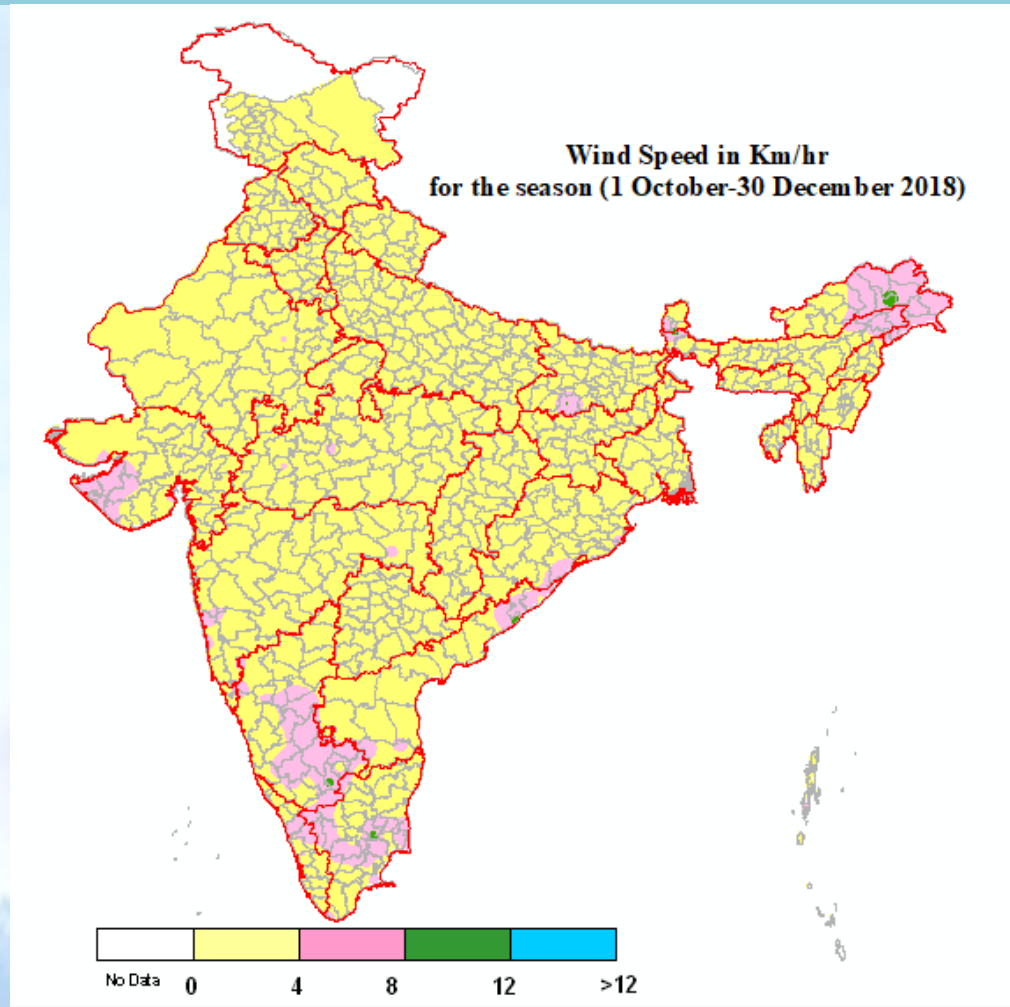 Wind Speed in Km/hr
for the season (1 October-30 December 2018)
No Data 0 4 8 12 >12